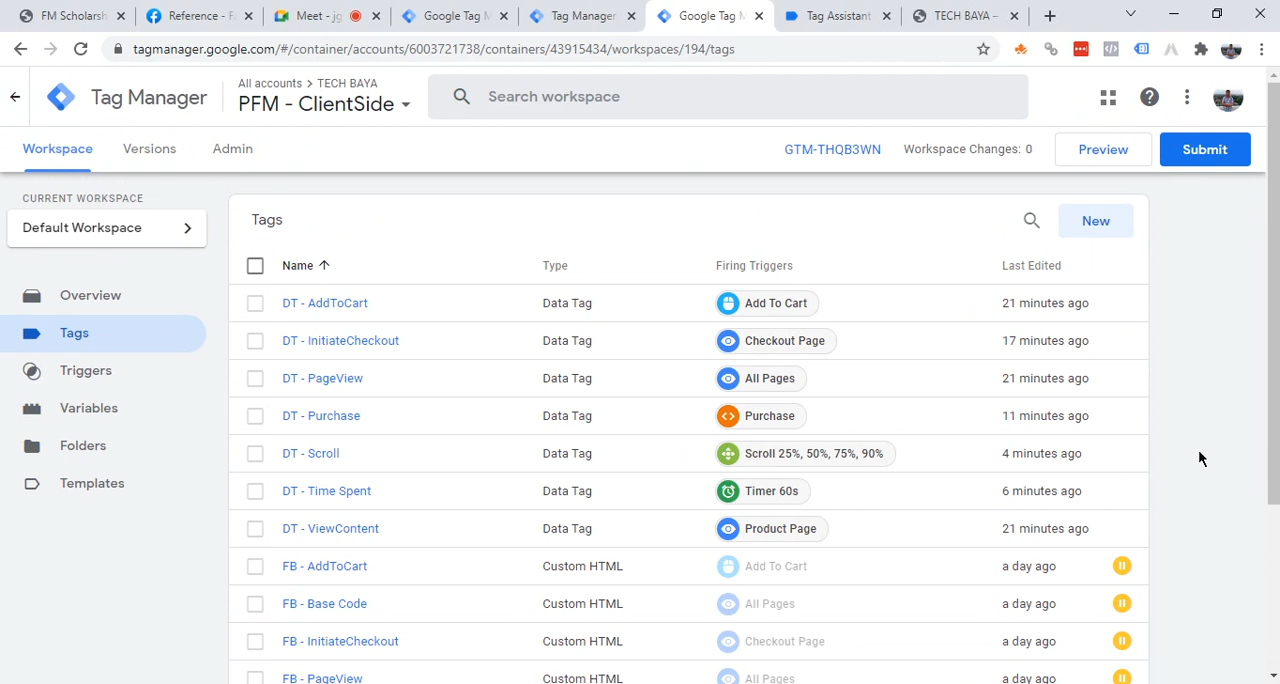 FM Scholarsh
Reference - F
Meet - jg
Google Tag M
Tag Manager
Google Tag M
Tag Assistant
TECH BAYA –
tagmanager.google.com/#/container/accounts/6003721738/containers/43915434/workspaces/194/tags
Tag Manager
All accounts > TECH BAYA
PFM - ClientSide
Search workspace
Workspace
Versions
Admin
GTM-THQB3WN
Workspace Changes: 0
Preview
Submit
CURRENT WORKSPACE
Default Workspace
Overview
Tags
Triggers
Variables
Folders
Templates
Tags
New
Name Type Firing Triggers Last Edited
DT - AddToCart Data Tag Add To Cart 21 minutes ago
DT - InitiateCheckout Data Tag Checkout Page 17 minutes ago
DT - PageView Data Tag All Pages 21 minutes ago
DT - Purchase Data Tag Purchase 11 minutes ago
DT - Scroll Data Tag Scroll 25%, 50%, 75%, 90% 4 minutes ago
DT - Time Spent Data Tag Timer 60s 6 minutes ago
DT - ViewContent Data Tag Product Page 21 minutes ago
FB - AddToCart Custom HTML Add To Cart a day ago
FB - Base Code Custom HTML All Pages a day ago
FB - InitiateCheckout Custom HTML Checkout Page a day ago
FB - PageView Custom HTML All Pages a day ago